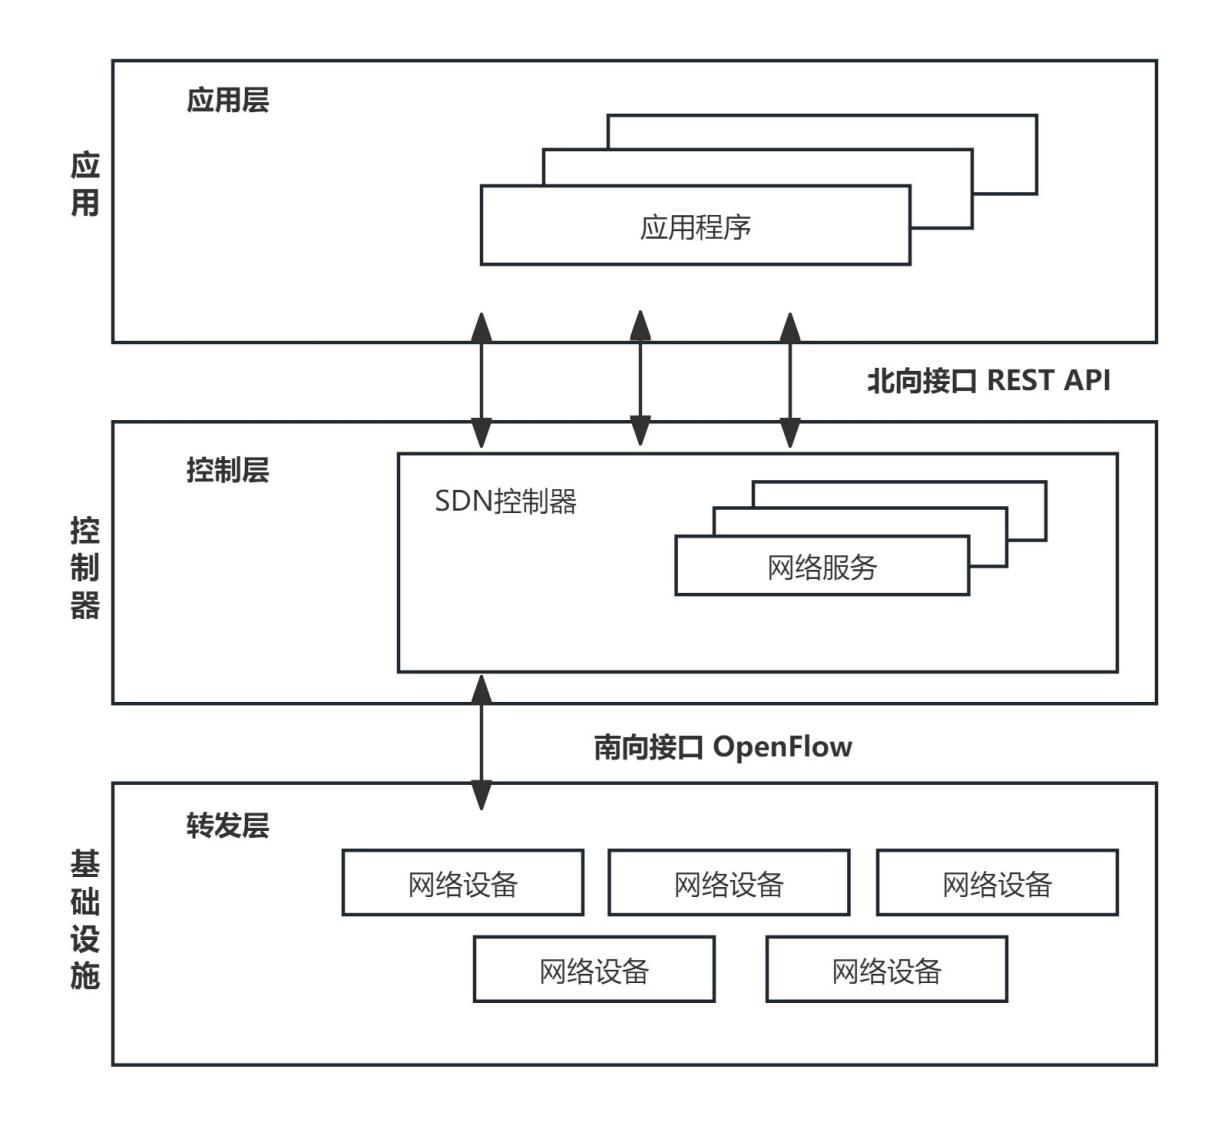 应用层
应用
应用程序
北向接口 REST API
控制层
SDN控制器
控制器
网络服务
南向接口 OpenFlow
转发层
基础设施
网络设备
网络设备
网络设备
网络设备
网络设备